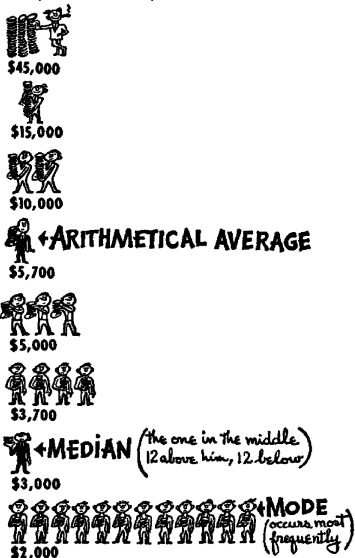 $45,000
$15,000
$10,000
←ARITHMETICAL AVERAGE
$5,700
$5,000
$3,700
←MEDIAN (the one in the middle
12 above him, 12 below)
$3,000
←MODE
(occurs most
frequently)
$2,000